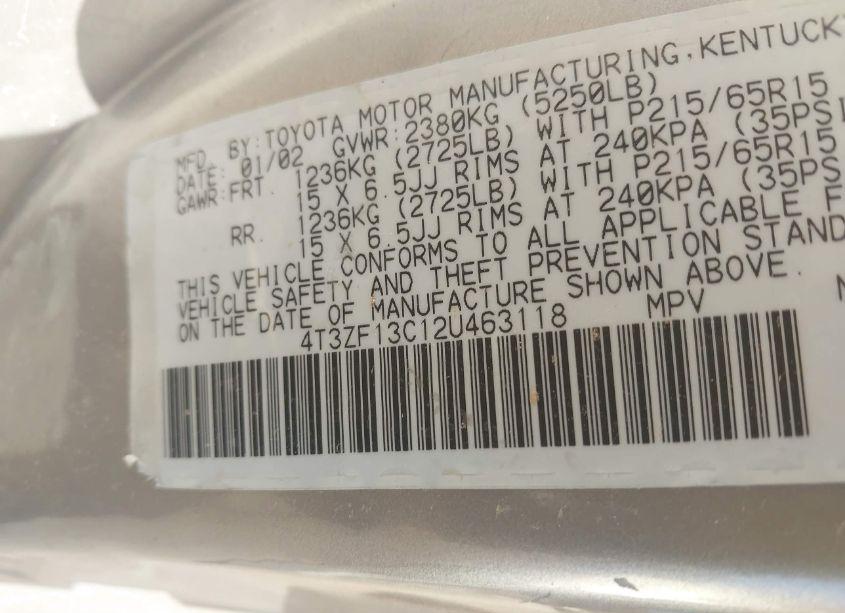 MFD. BY:TOYOTA MOTOR MANUFACTURING,KENTUCKY
DATE: 01/02 GVWR:2380KG (5250LB)
GAWR:FRT. 1236KG (2725LB) WITH P215/65R15
15 X 6.5JJ RIMS AT 240KPA (35PSI
RR. 1236KG (2725LB) WITH P215/65R15
15 X 6.5JJ RIMS AT 240KPA (35PS
THIS VEHICLE CONFORMS TO ALL APPLICABLE F
VEHICLE SAFETY AND THEFT PREVENTION STAND
ON THE DATE OF MANUFACTURE SHOWN ABOVE.
4T3ZF13C12U463118 MPV